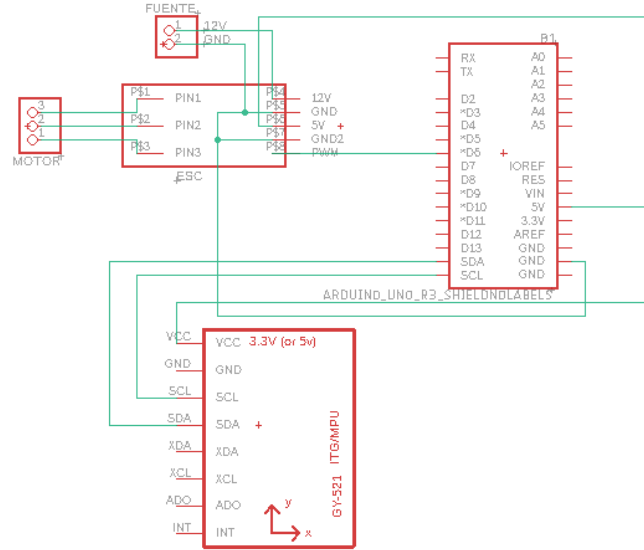 FUENTE
1 12V
2 GND
B1
RX A0
TX A1
A2
D2 A3
*D3 A4
D4 A5
*D5
*D6
D7 IOREF
D8 RES
*D9 VIN
*D10 5V
*D11 3.3V
D12 AREF
D13 GND
SDA GND
SCL GND
ARDUINO_UNO_R3_SHIELDNOLABELS
P$1 PIN1 P$4 12V
P$5 GND
P$2 PIN2 P$6 5V
P$7 GND2
P$3 PIN3 P$8 PWM
ESC
3
2
1
MOTOR
VCC VCC 3.3V (or 5v)
GND GND
SCL SCL
SDA SDA
XDA XDA
XCL XCL
ADO ADO
INT INT
GY-521 ITG/MPU
y
x